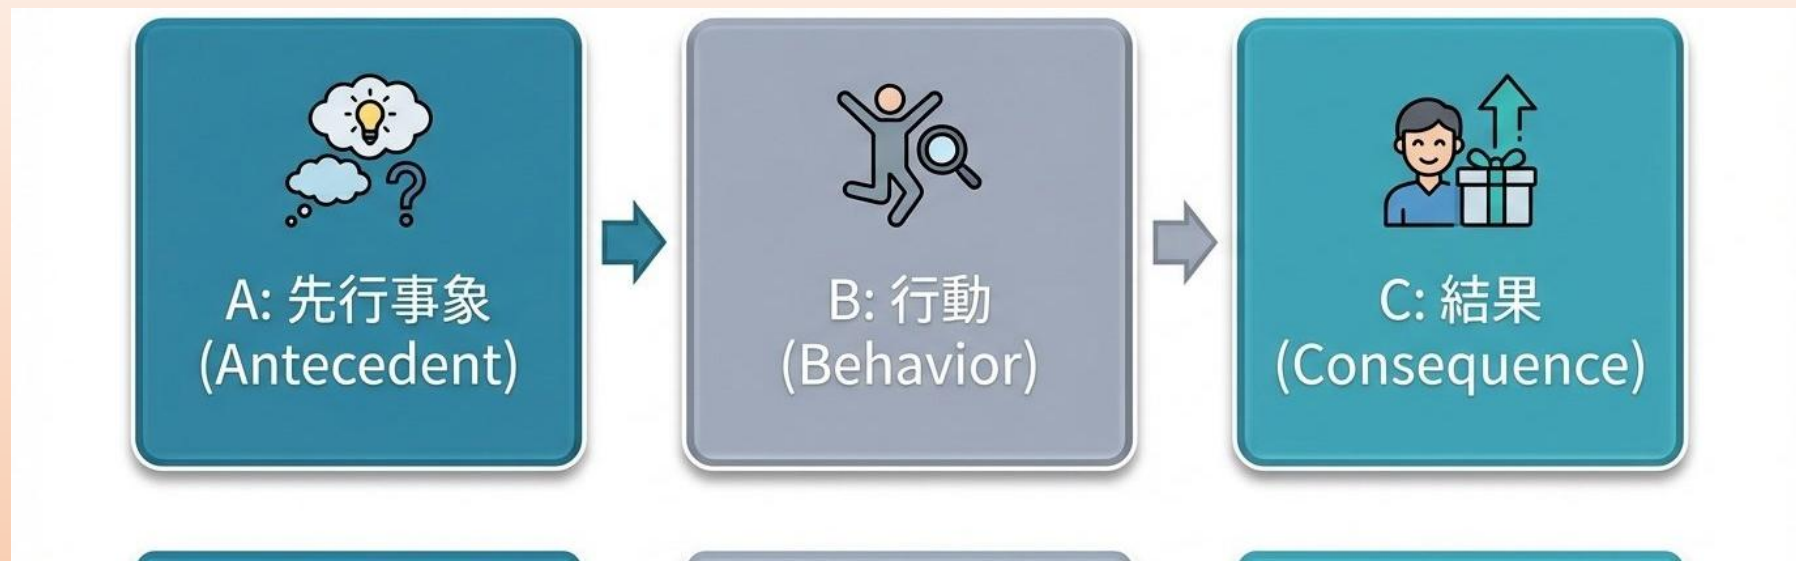 A: 先行事象
(Antecedent)
B: 行動
(Behavior)
C: 結果
(Consequence)